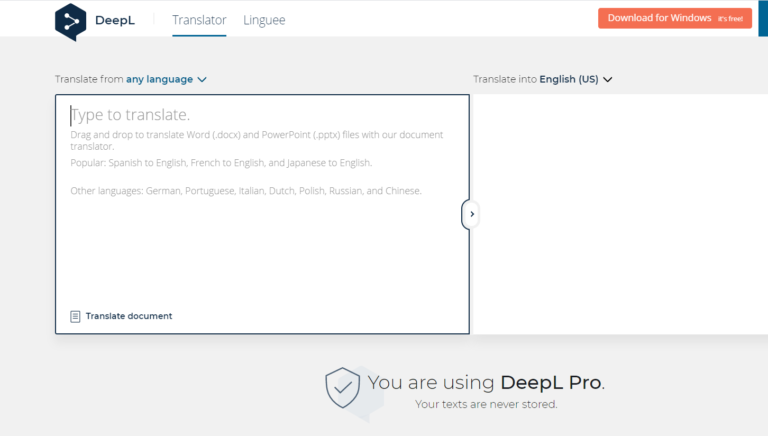 DeepL Translator Linguee Download for Windows it's free!
Translate from any language Translate into English (US)
Type to translate.
Drag and drop to translate Word (.docx) and PowerPoint (.pptx) files with our document
translator.
Popular: Spanish to English, French to English, and Japanese to English.
Other languages: German, Portuguese, Italian, Dutch, Polish, Russian, and Chinese.
Translate document
You are using DeepL Pro.
Your texts are never stored.